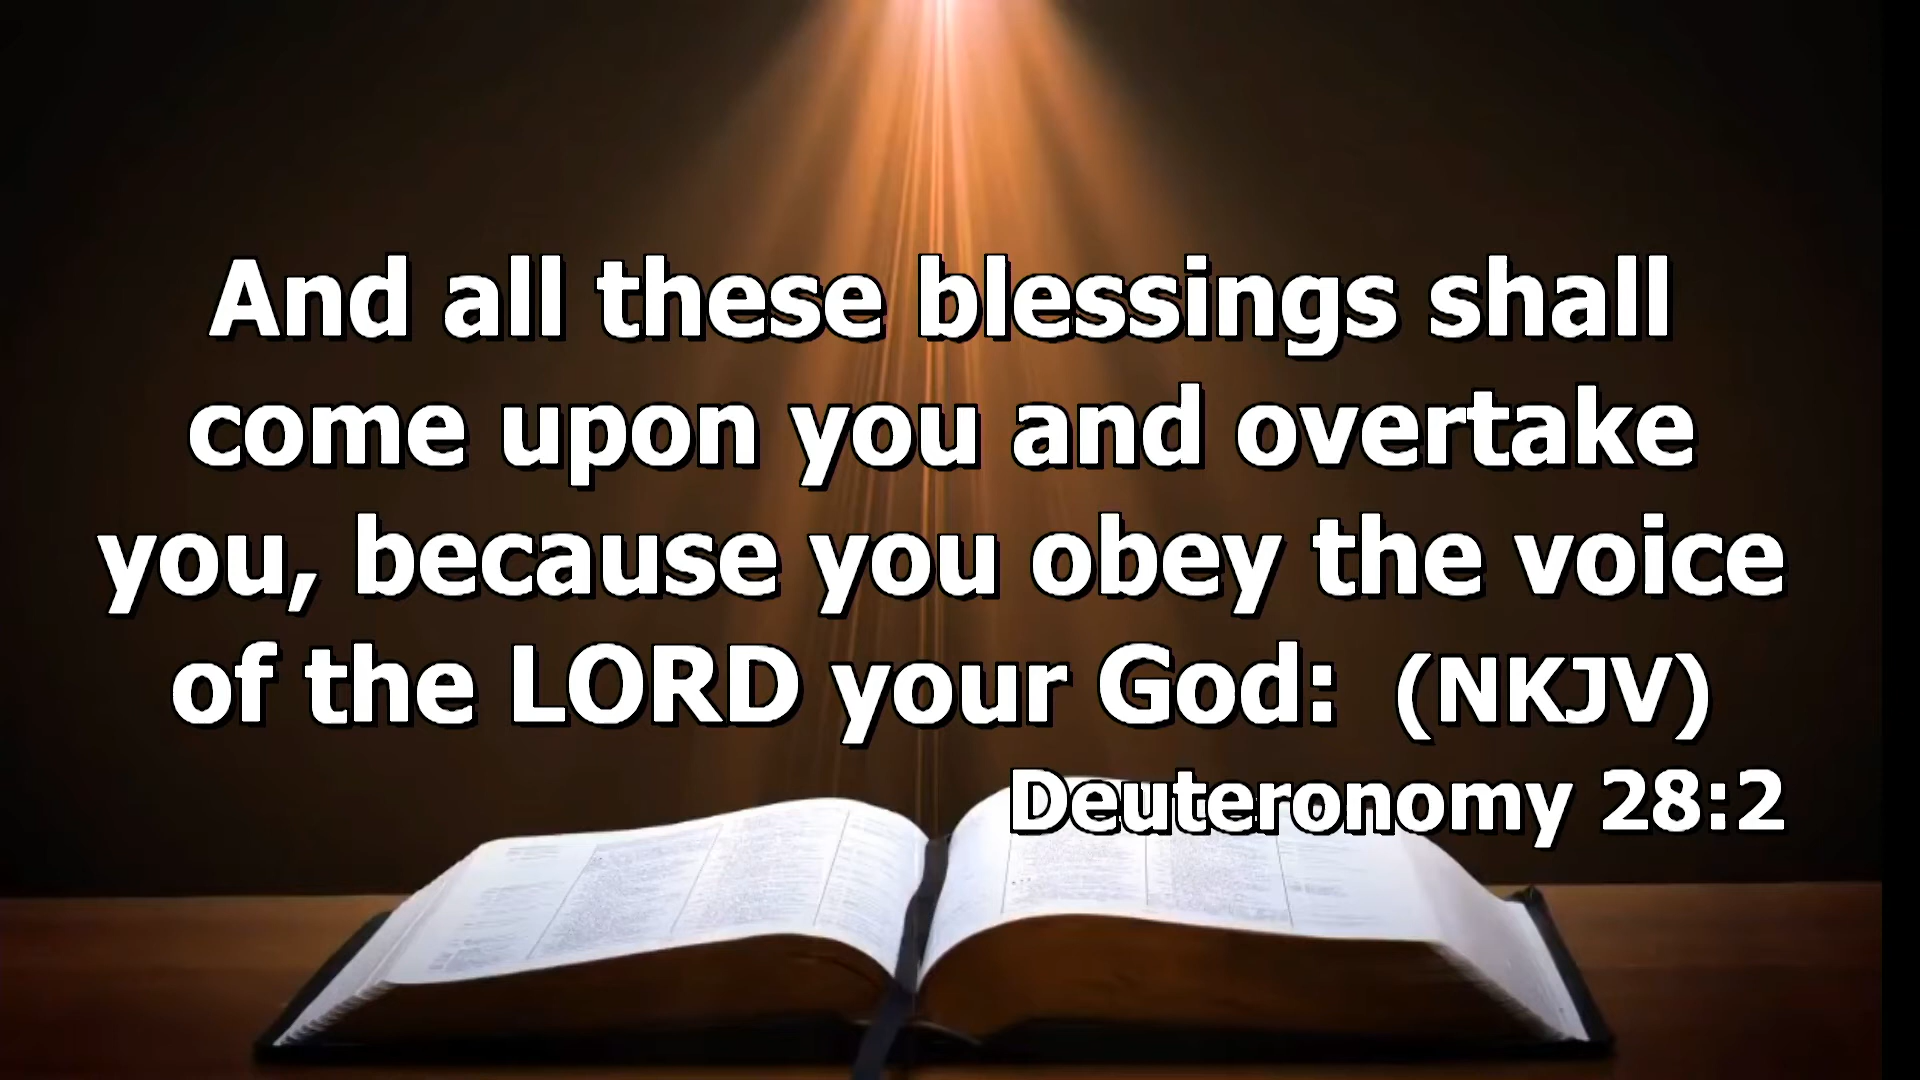 And all these blessings shall
come upon you and overtake
you, because you obey the voice
of the LORD your God:  (NKJV)
Deuteronomy 28:2